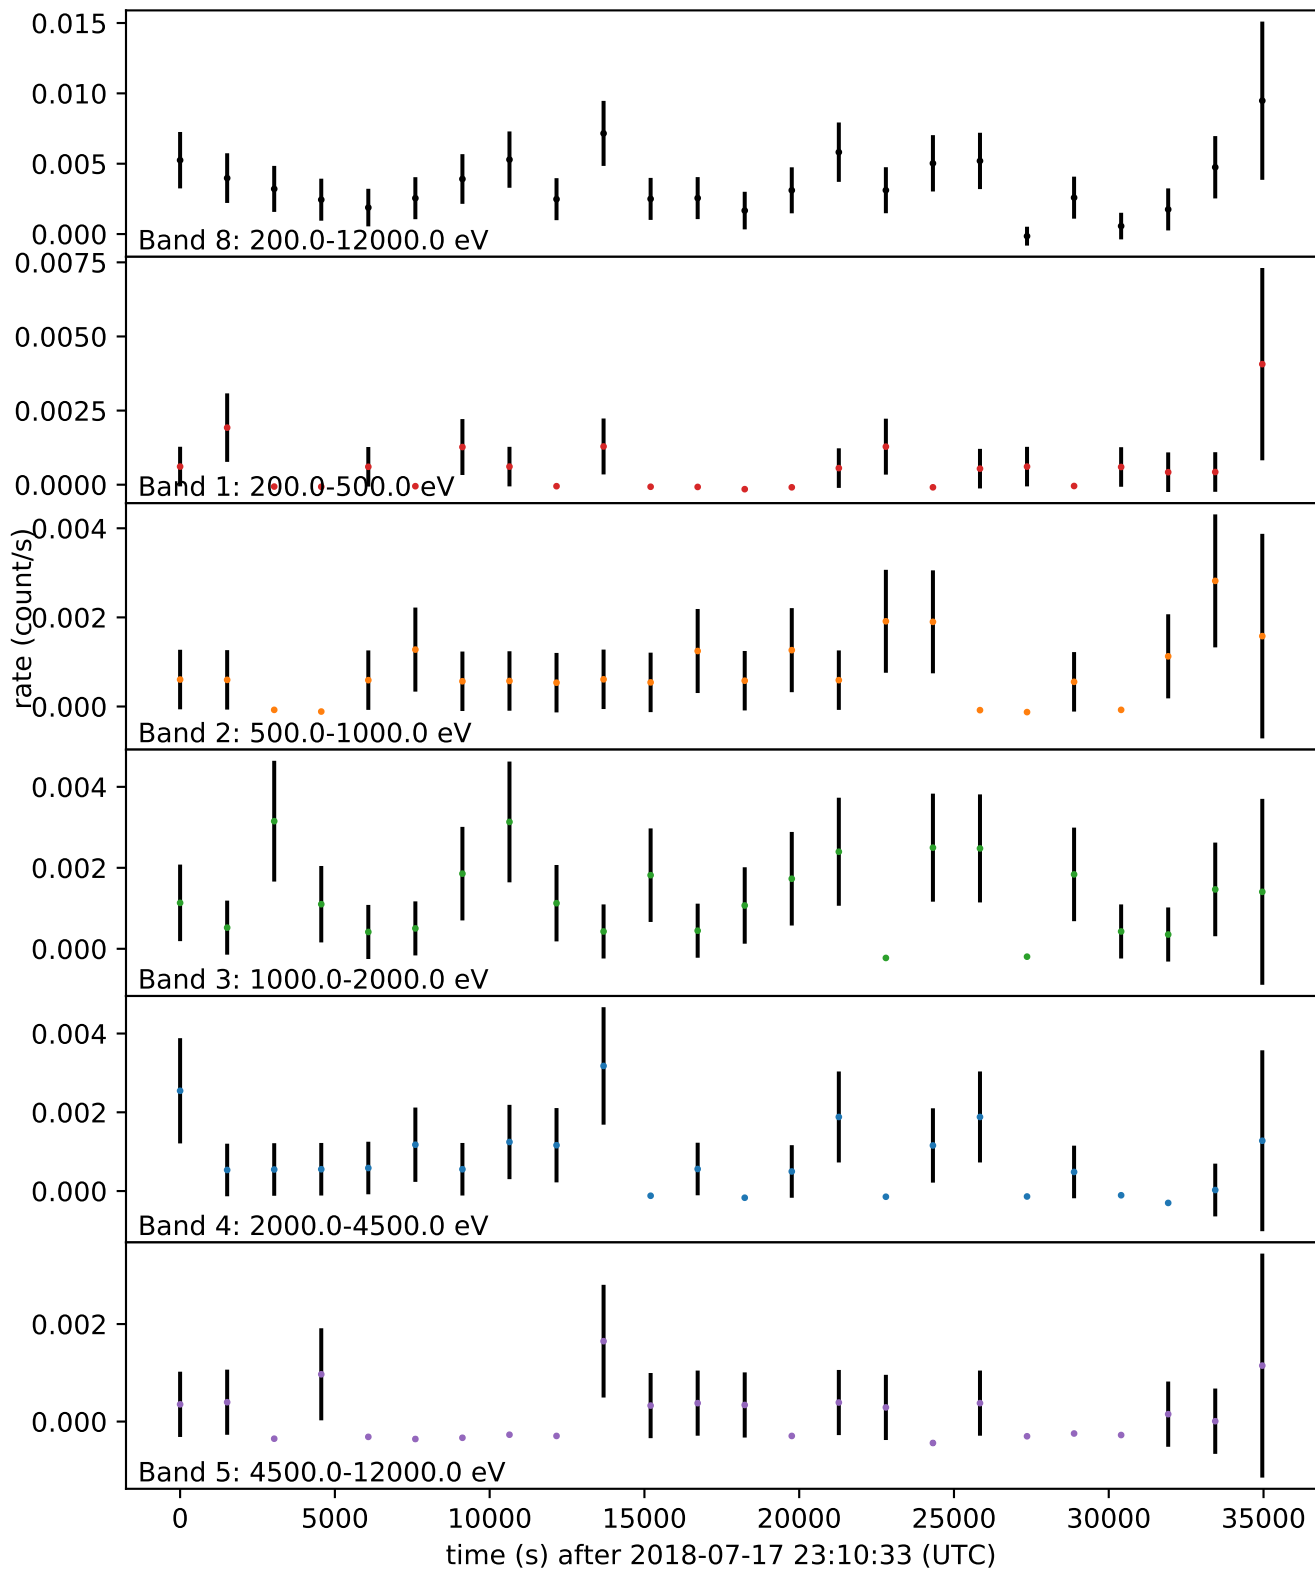 0.015
0.010
0.005
0.000
Band 8: 200.0-12000.0 eV
0.0075
0.0050
0.0025
0.0000
Band 1: 200.0-500.0 eV
rate (count/s)
0.004
0.002
0.000
Band 2: 500.0-1000.0 eV
0.004
0.002
0.000
Band 3: 1000.0-2000.0 eV
0.004
0.002
0.000
Band 4: 2000.0-4500.0 eV
0.002
0.000
Band 5: 4500.0-12000.0 eV
0 5000 10000 15000 20000 25000 30000 35000
time (s) after 2018-07-17 23:10:33 (UTC)